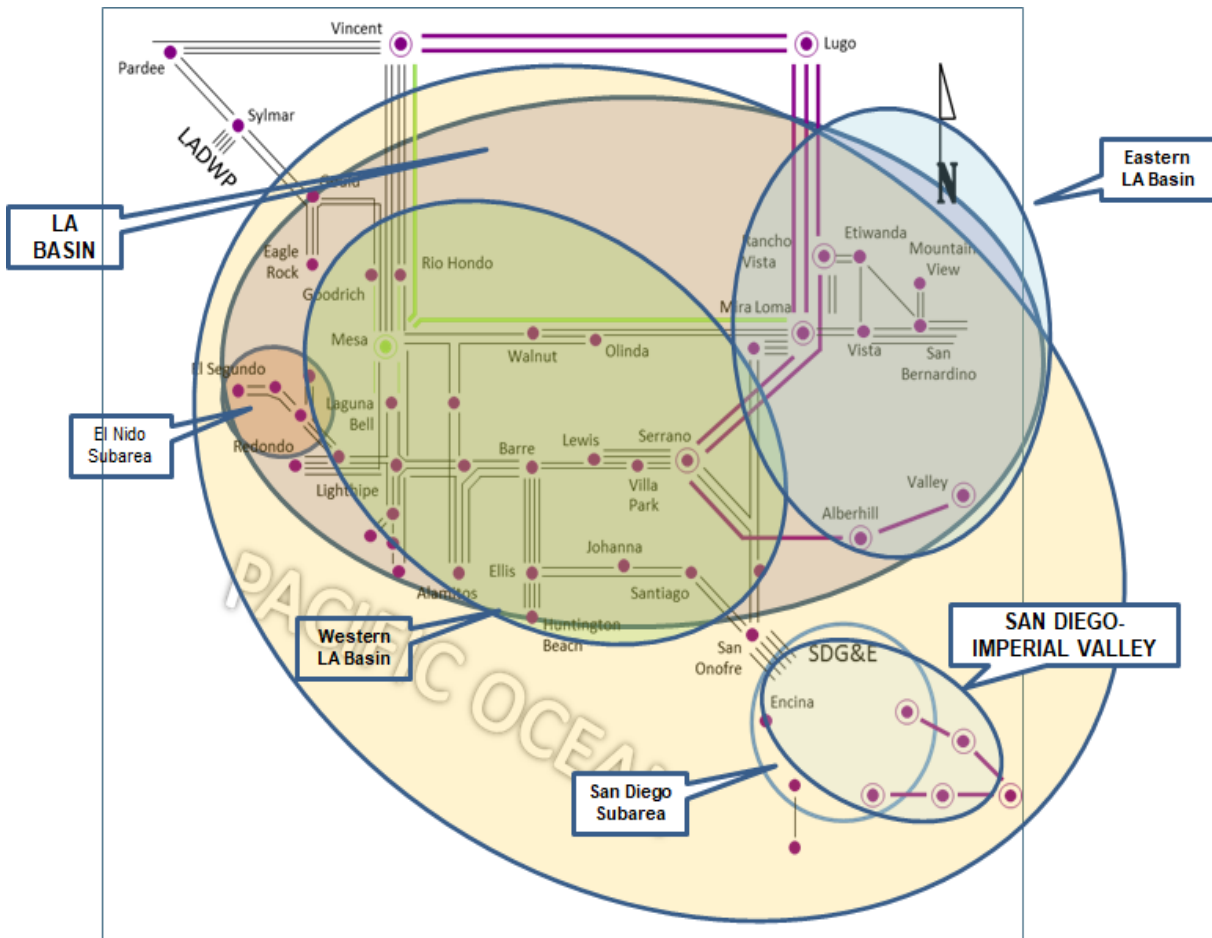 Vincent
Lugo
Pardee
Sylmar
LADWP
N
Eastern
LA Basin
LA
BASIN
Eagle
Rock
Goodrich
Rio Hondo
Rancho
Vista
Etiwanda
Mountain
View
Mira Loma
Mesa
Walnut
Olinda
Vista
San
Bernardino
El Segundo
El Nido
Subarea
Laguna
Bell
Redondo
Lighthipe
Barre
Lewis
Serrano
Villa
Park
Valley
Alberhill
Johanna
Ellis
Santiago
Alamitos
Huntington
Beach
Western
LA Basin
PACIFIC OCEAN
San
Onofre
SDG&E
SAN DIEGO-
IMPERIAL VALLEY
Encina
San Diego
Subarea